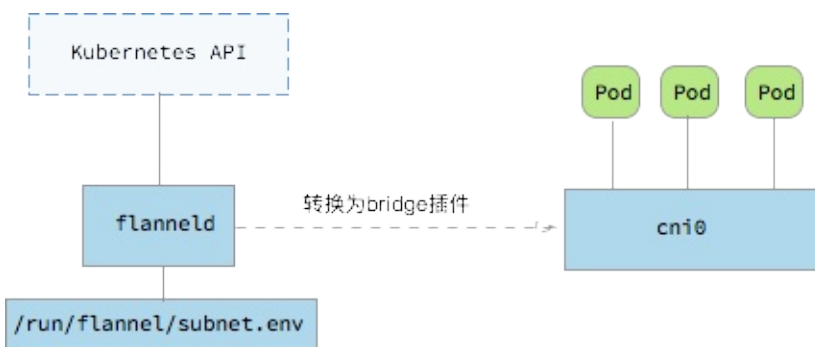 Kubernetes API
Pod
Pod
Pod
flanneld
转换为bridge插件
cni0
/run/flannel/subnet.env